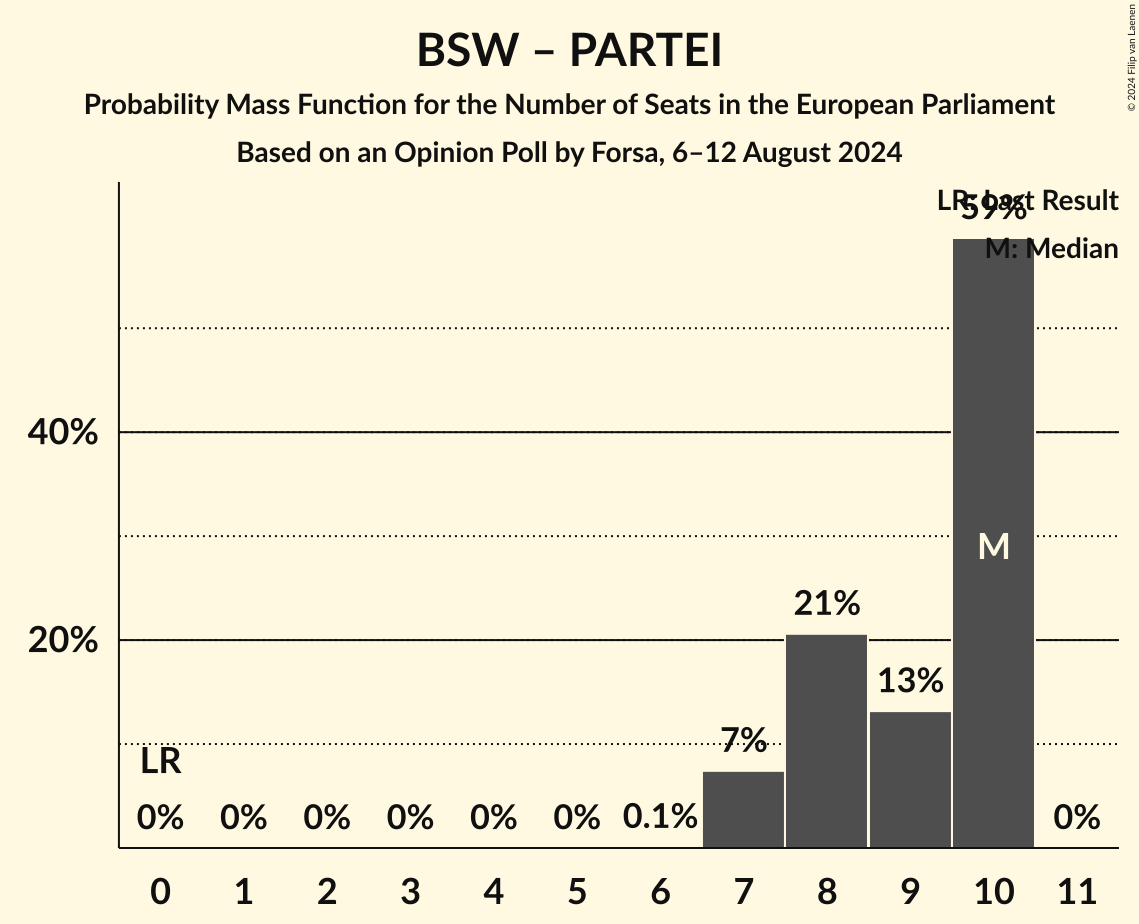 BSW – PARTEI
Probability Mass Function for the Number of Seats in the European Parliament
Based on an Opinion Poll by Forsa, 6–12 August 2024
© 2024 Filip van Laenen
LR: Last Result
59%
M: Median
40%
M
21%
20%
13%
7%
LR
0% 0% 0% 0% 0% 0% 0.1% 0%
0 1 2 3 4 5 6 7 8 9 10 11